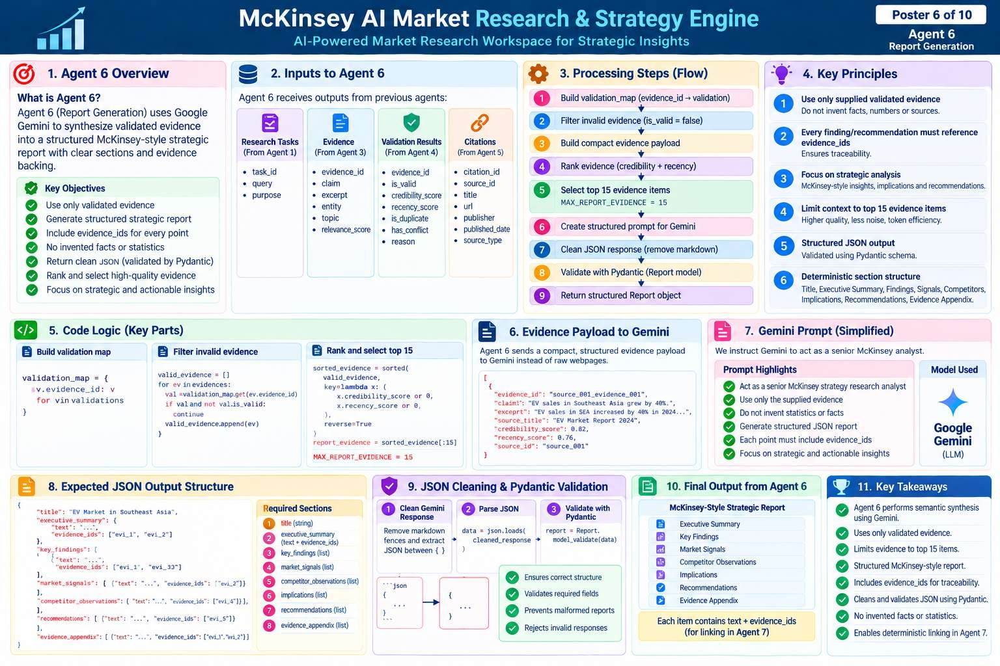 McKinsey AI Market Research & Strategy Engine
AI-Powered Market Research Workspace for Strategic Insights
Poster 6 of 10
Agent 6
Report Generation
1. Agent 6 Overview
What is Agent 6?
Agent 6 (Report Generation) uses Google
Gemini to synthesize validated evidence
into a structured McKinsey-style strategic
report with clear sections and evidence
backing.
Key Objectives
Use only validated evidence
Generate structured strategic report
Include evidence_ids for every point
No invented facts or statistics
Return clean JSON (validated by Pydantic)
Rank and select high-quality evidence
Focus on strategic and actionable insights
2. Inputs to Agent 6
Agent 6 receives outputs from previous agents:
Research Tasks
(From Agent 1)
• task_id
• query
• purpose
Evidence
(From Agent 3)
• evidence_id
• claim
• excerpt
• entity
• topic
• relevance_score
Validation Results
(From Agent 4)
• evidence_id
• is_valid
• credibility_score
• recency_score
• is_duplicate
• has_conflict
• reason
Citations
(From Agent 5)
• citation_id
• source_id
• title
• url
• publisher
• published_date
• source_type
3. Processing Steps (Flow)
1 Build validation_map (evidence_id → validation)
2 Filter invalid evidence (is_valid = false)
3 Build compact evidence payload
4 Rank evidence (credibility + recency)
5 Select top 15 evidence items
MAX_REPORT_EVIDENCE = 15
6 Create structured prompt for Gemini
7 Clean JSON response (remove markdown)
8 Validate with Pydantic (Report model)
9 Return structured Report object
4. Key Principles
1 Use only supplied validated evidence
Do not invent facts, numbers or sources.
2 Every finding/recommendation must reference
evidence_ids
Ensures traceability.
3 Focus on strategic analysis
McKinsey-style insights, implications and recommendations.
4 Limit context to top 15 evidence items
Higher quality, less noise, token efficiency.
5 Structured JSON output
Validated using Pydantic schema.
6 Deterministic section structure
Title, Executive Summary, Findings, Signals, Competitors,
Implications, Recommendations, Evidence Appendix.
</> 5. Code Logic (Key Parts)
Build validation map
validation_map = {
v.evidence_id: v
for vin validations
}
Filter invalid evidence
valid_evidence = []
for ev in evidences:
val =validation_map.get(ev.evidence_id)
if val and not val.is_valid:
continue
valid_evidence.append(ev)
}
Rank and select top 15
sorted_evidence = sorted(
valid_evidence,
key=lambda x: (
x.credibility_score or 0,
x.recency_score or 0,
),
reverse=True
)
report_evidence = sorted_evidence[:15]
MAX_REPORT_EVIDENCE = 15
6. Evidence Payload to Gemini
Agent 6 sends a compact, structured evidence payload
to Gemini instead of raw webpages.
[
{
"evidence_id": "source_001_evidence_001",
"claim": "EV sales in Southeast Asia grew by 40%.",
"exceprt": "EV sales in SEA increased by 40% in 2024...",
"source_title": "EV Market Report 2024",
"credibility_score": 0.82,
"recency_score": 0.76,
"source_id": "source_001"
}
7. Gemini Prompt (Simplified)
We instruct Gemini to act as a senior McKinsey analyst.
Prompt Highlights
Act as a senior McKinsey strategy research analyst
Use only the supplied evidence
Do not invent statistics or facts
Generate structured JSON report
Each point must include evidence_ids
Focus on strategic and actionable insights
Model Used
Google
Gemini
(LLM)
8. Expected JSON Output Structure
{
"title": "EV Market in Southeast Asia",
"executive_summary": {
"text": "...",
"evidence_ids": ["evi_1", "evi_2"]
},
"key_findings": [
{"text": "...",
"evidence_ids": ["evi_1", "evi_33"]
],
"market_signals": [ {"text": "...", "evidence_ids": ["evi_2"]}
],
"competitor_observations": [ {"text": "...", "evidence_ids": ["evi_4"]}],
],
"recommendations": [ {"text": "...", "evidence_ids": ["evi_5"]}
],
"evidence_appendix": [ {"text": "...", "evidence_ids": ["evi_1", "evi_2"]}
}
Required Sections
1 title (string)
2 executive_summary
(text + evidence_ids)
3 key_findings (list)
4 market_signals (list)
5 competitor_observations (list)
6 implications (list)
7 recommendations (list)
8 evidence_appendix (list)
9. JSON Cleaning & Pydantic Validation
1 Clean Gemini
Response
Remove markdown
fences and extract
JSON between { }
2 Parse JSON
data = json.loads(
cleaned_response
)
3 Validate with
Pydantic
report = Report.
model_validate(data)
```json
{
...
}
```
{
...
}
Ensures correct structure
Validates required fields
Prevents malformed reports
Rejects invalid responses
10. Final Output from Agent 6
McKinsey-Style Strategic Report
Executive Summary
Key Findings
Market Signals
Competitor Observations
Implications
Recommendations
Evidence Appendix
Each item contains text + evidence_ids
(for linking in Agent 7)
11. Key Takeaways
Agent 6 performs semantic synthesis
using Gemini.
Uses only validated evidence.
Limits evidence to top 15 items.
Structured McKinsey-style report.
Includes evidence_ids for traceability.
Cleans and validates JSON using Pydantic.
No invented facts or statistics.
Enables deterministic linking in Agent 7.